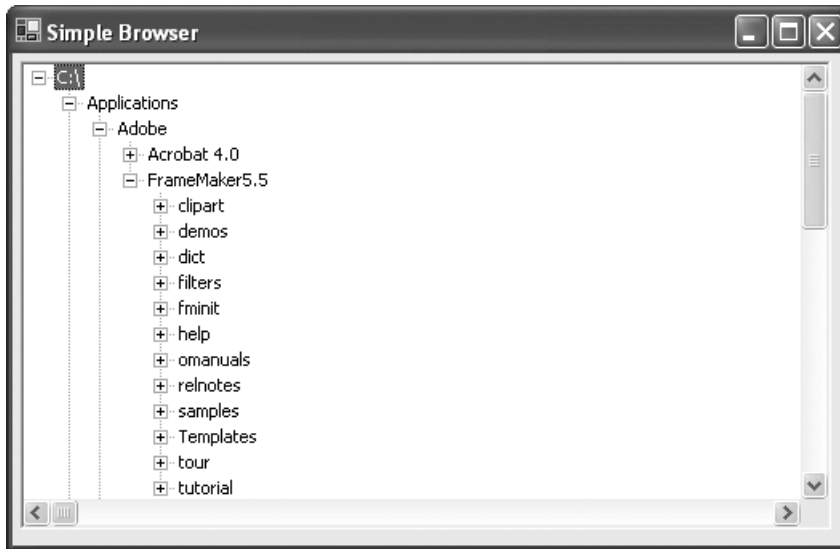 Simple Browser
C:\
Applications
Adobe
Acrobat 4.0
FrameMaker5.5
clipart
demos
dict
filters
fminit
help
omanuals
relnotes
samples
Templates
tour
tutorial